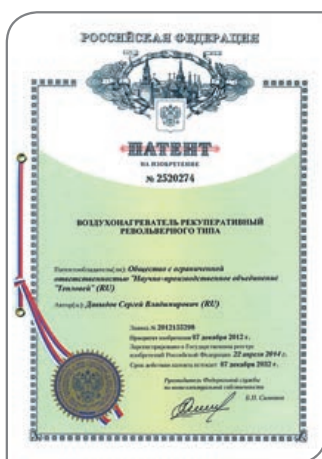 РОССИЙСКАЯ ФЕДЕРАЦИЯ
ПАТЕНТ
НА ИЗОБРЕТЕНИЕ
№ 2520274
ВОЗДУХОНАГРЕВАТЕЛЬ РЕКУПЕРАТИВНЫЙ
РЕВОЛЬВЕРНОГО ТИПА
Патентообладатель(ли): Общество с ограниченной
ответственностью "Научно-производственное объединение
"Тепловей" (RU)
Автор(ы): Давыдов Сергей Владимирович (RU)
Заявка № 2012153208
Приоритет изобретения 07 декабря 2012 г.
Зарегистрировано в Государственном реестре
изобретений Российской Федерации 22 апреля 2014 г.
Срок действия патента истекает 07 декабря 2032 г.
Руководитель Федеральной службы
по интеллектуальной собственности
Б.П. Симонов